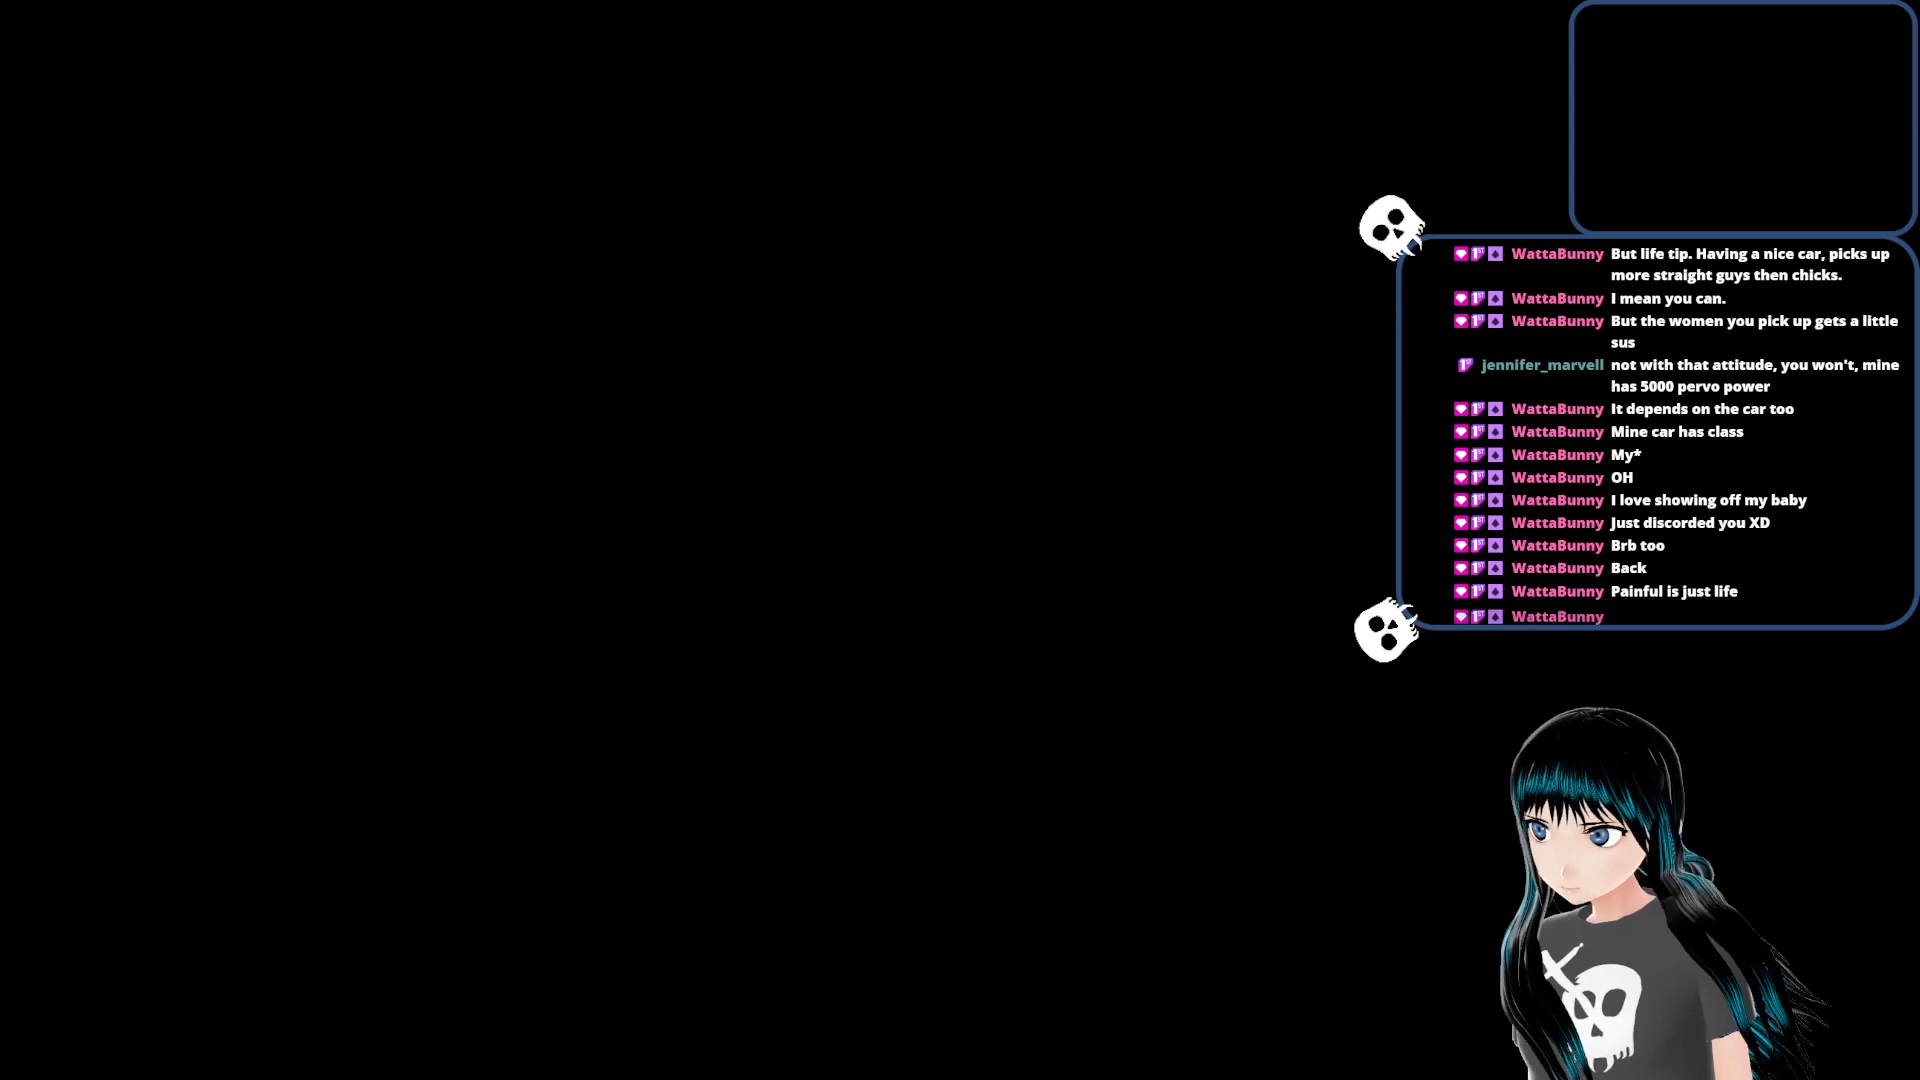 WattaBunny But life tip. Having a nice car, picks up
more straight guys then chicks.
WattaBunny I mean you can.
WattaBunny But the women you pick up gets a little
sus
jennifer_marvell not with that attitude, you won't, mine
has 5000 pervo power
WattaBunny It depends on the car too
WattaBunny Mine car has class
WattaBunny My*
WattaBunny OH
WattaBunny I love showing off my baby
WattaBunny Just discorded you XD
WattaBunny Brb too
WattaBunny Back
WattaBunny Painful is just life
WattaBunny